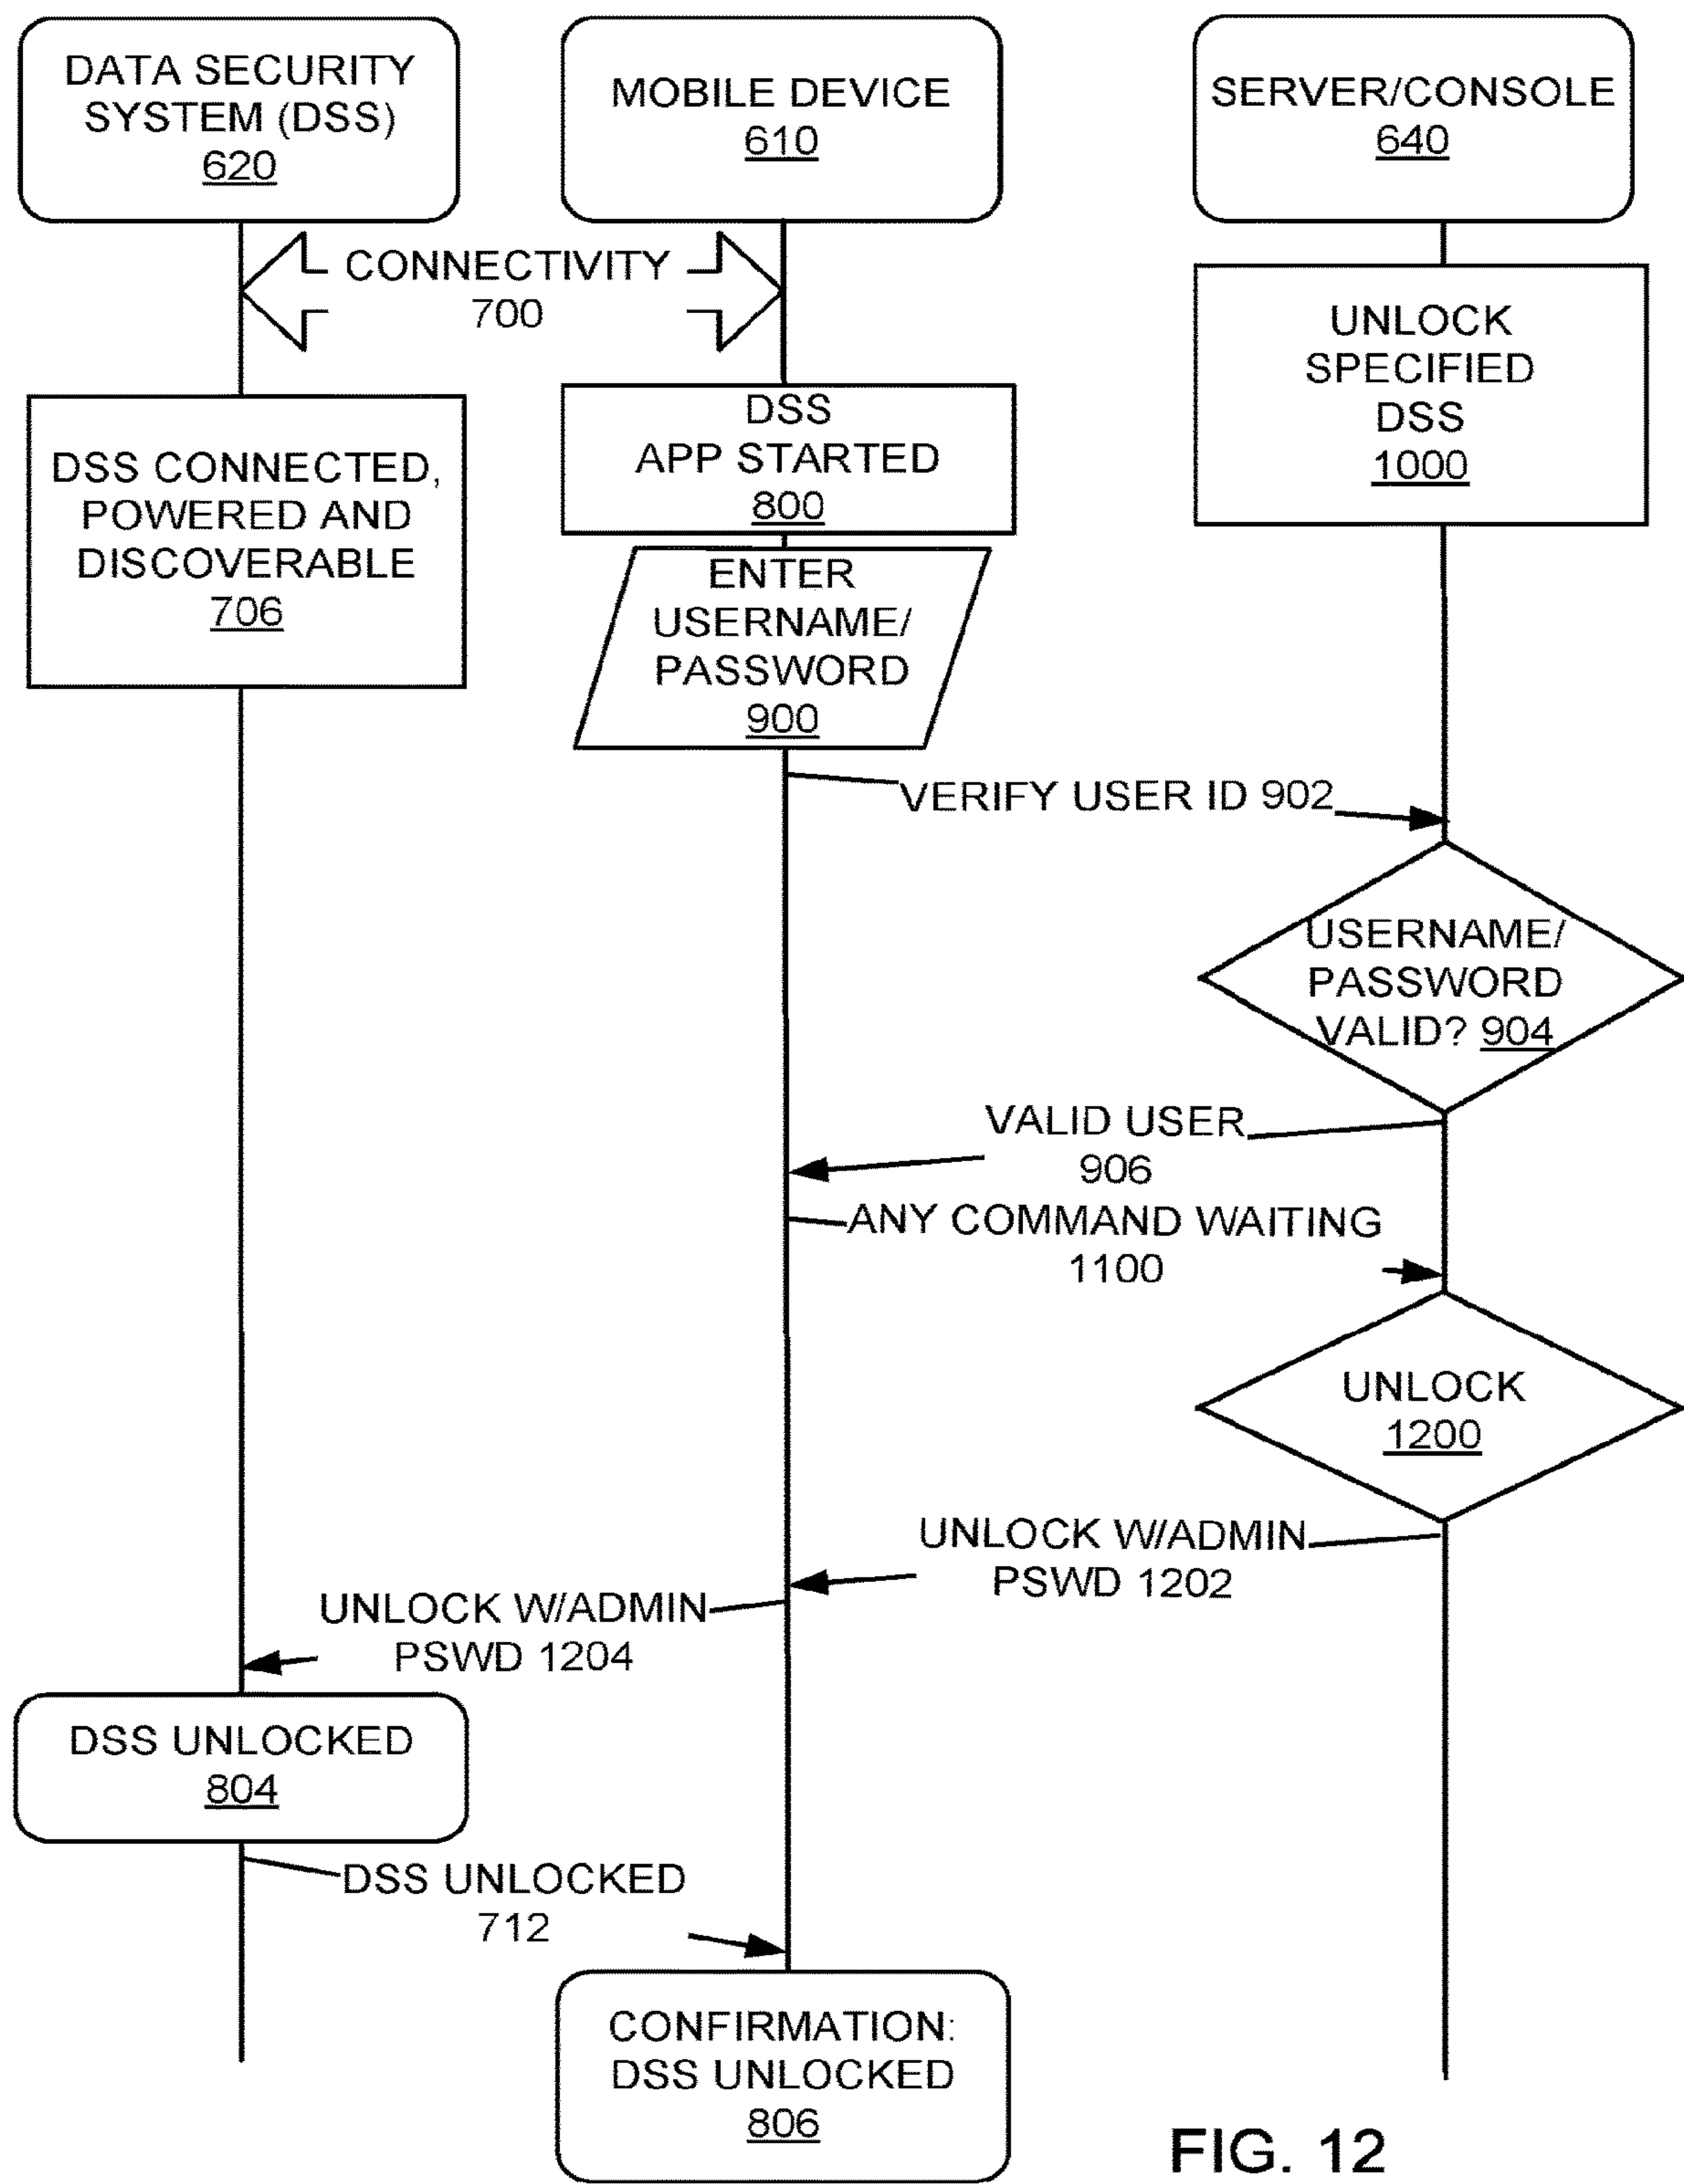 DATA SECURITY
SYSTEM (DSS)
620
MOBILE DEVICE
610
SERVER/CONSOLE
640
CONNECTIVITY
700
UNLOCK
SPECIFIED
DSS
1000
DSS CONNECTED,
POWERED AND
DISCOVERABLE
706
DSS
APP STARTED
800
ENTER
USERNAME/
PASSWORD
900
VERIFY USER ID 902
USERNAME/
PASSWORD
VALID? 904
VALID USER
906
ANY COMMAND WAITING
1100
UNLOCK
1200
UNLOCK W/ADMIN
PSWD 1202
UNLOCK W/ADMIN
PSWD 1204
DSS UNLOCKED
804
DSS UNLOCKED
712
CONFIRMATION:
DSS UNLOCKED
806
FIG. 12